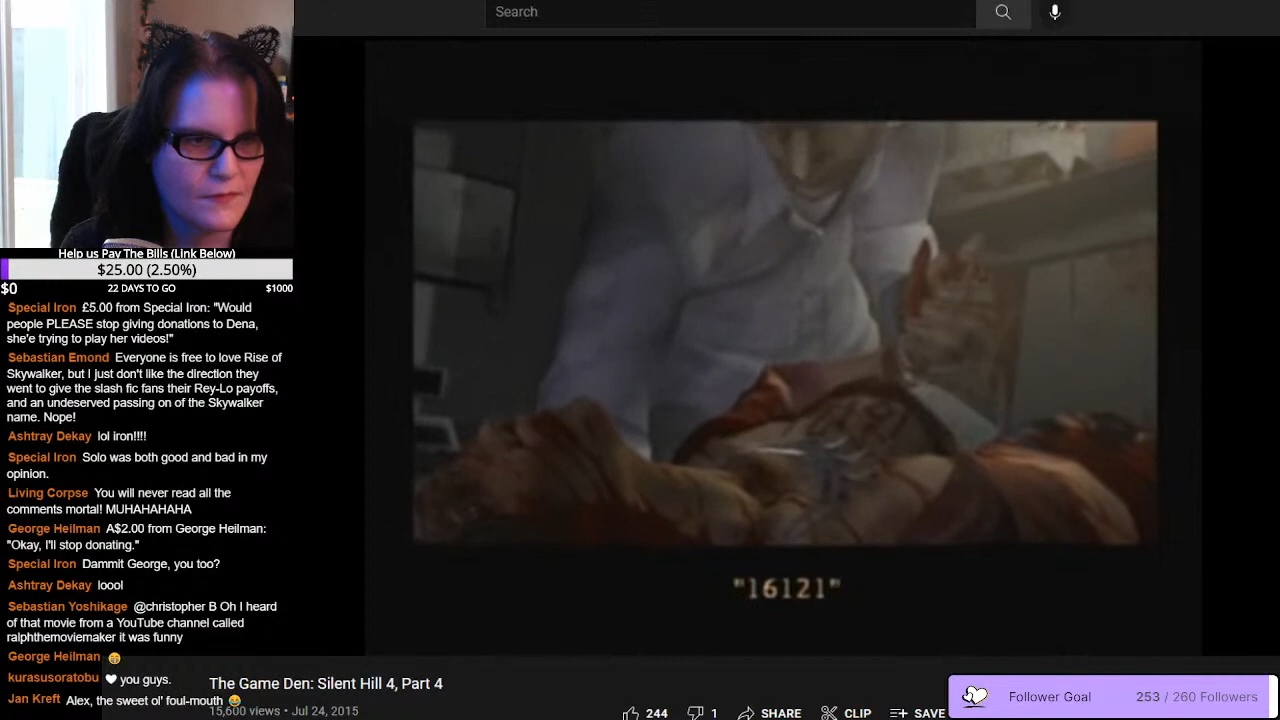 Search
Help us Pay The Bills (Link Below)
$25.00 (2.50%)
$0 22 DAYS TO GO $1000
Special Iron £5.00 from Special Iron: "Would
people PLEASE stop giving donations to Dena,
she'e trying to play her videos!"
Sebastian Emond Everyone is free to love Rise of
Skywalker, but I just don't like the direction they
went to give the slash fic fans their Rey-Lo payoffs,
and an undeserved passing on of the Skywalker
name. Nope!
Ashtray Dekay lol iron!!!!
Special Iron Solo was both good and bad in my
opinion.
Living Corpse You will never read all the
comments mortal! MUHAHAHAHA
George Heilman A$2.00 from George Heilman:
"Okay, I'll stop donating."
Special Iron Dammit George, you too?
Ashtray Dekay loool
Sebastian Yoshikage @christopher B Oh I heard
of that movie from a YouTube channel called
ralphthemoviemaker it was funny
George Heilman 😁
kurasusoratobu 🤍 you guys.
Jan Kreft Alex, the sweet ol' foul-mouth 😂
"16121"
The Game Den: Silent Hill 4, Part 4
15,600 views • Jul 24, 2015
244 1 SHARE CLIP SAVE
Follower Goal 253 / 260 Followers